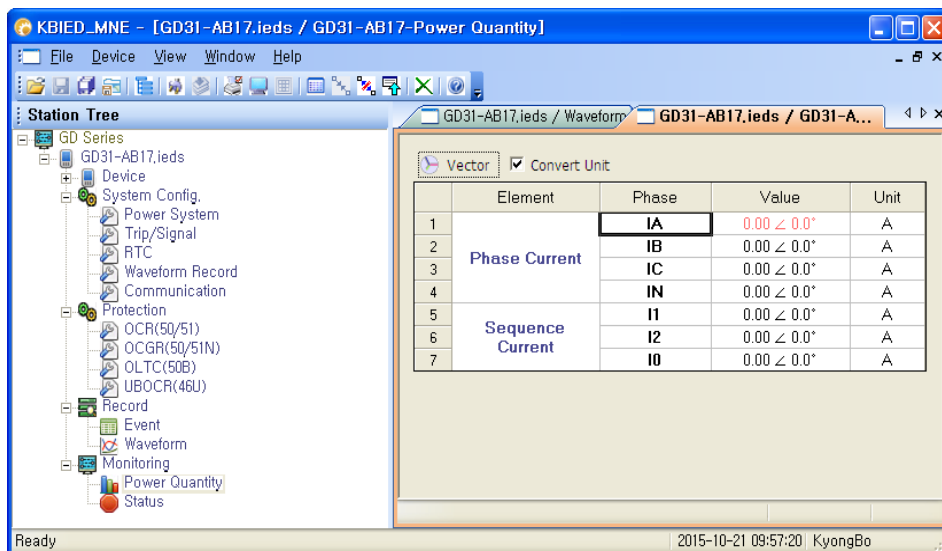 KBIED_MNE - [GD31-AB17.ieds / GD31-AB17-Power Quantity]
File Device View Window Help
Station Tree
GD Series
GD31-AB17.ieds
Device
System Config.
Power System
Trip/Signal
RTC
Waveform Record
Communication
Protection
OCR(50/51)
OCGR(50/51N)
OLTC(50B)
UBOCR(46U)
Record
Event
Waveform
Monitoring
Power Quantity
Status
GD31-AB17.ieds / Waveform GD31-AB17.ieds / GD31-A...
Vector Convert Unit
Element Phase Value Unit
1 Phase Current IA 0.00 ∠ 0.0° A
2 IB 0.00 ∠ 0.0° A
3 IC 0.00 ∠ 0.0° A
4 IN 0.00 ∠ 0.0° A
5 Sequence Current I1 0.00 ∠ 0.0° A
6 I2 0.00 ∠ 0.0° A
7 I0 0.00 ∠ 0.0° A
Ready 2015-10-21 09:57:20 KyongBo